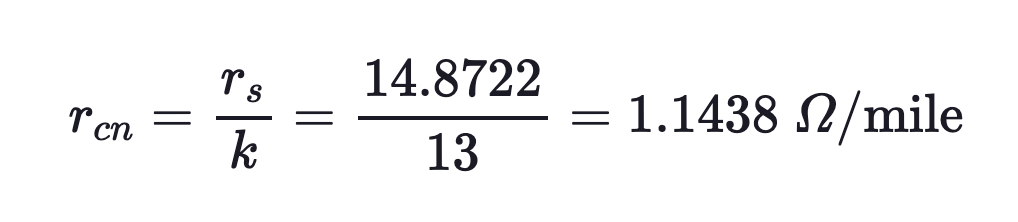 r_cn = r_s / k = 14.8722 / 13 = 1.1438 Ω/mile